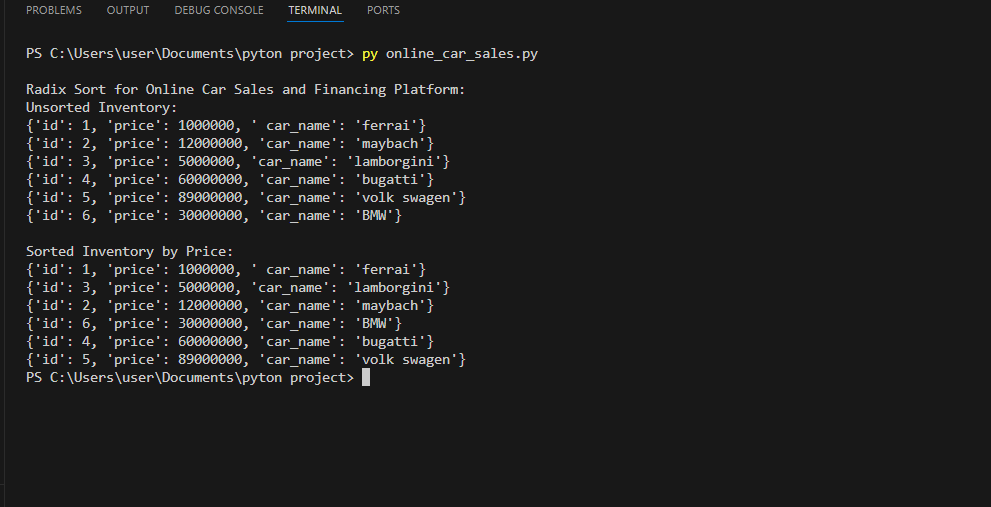 PROBLEMS OUTPUT DEBUG CONSOLE TERMINAL PORTS
PS C:\Users\user\Documents\pyton project> py online_car_sales.py
Radix Sort for Online Car Sales and Financing Platform:
Unsorted Inventory:
{'id': 1, 'price': 1000000, ' car_name': 'ferrai'}
{'id': 2, 'price': 12000000, 'car_name': 'maybach'}
{'id': 3, 'price': 5000000, 'car_name': 'lamborgini'}
{'id': 4, 'price': 60000000, 'car_name': 'bugatti'}
{'id': 5, 'price': 89000000, 'car_name': 'volk swagen'}
{'id': 6, 'price': 30000000, 'car_name': 'BMW'}
Sorted Inventory by Price:
{'id': 1, 'price': 1000000, ' car_name': 'ferrai'}
{'id': 3, 'price': 5000000, 'car_name': 'lamborgini'}
{'id': 2, 'price': 12000000, 'car_name': 'maybach'}
{'id': 6, 'price': 30000000, 'car_name': 'BMW'}
{'id': 4, 'price': 60000000, 'car_name': 'bugatti'}
{'id': 5, 'price': 89000000, 'car_name': 'volk swagen'}
PS C:\Users\user\Documents\pyton project>